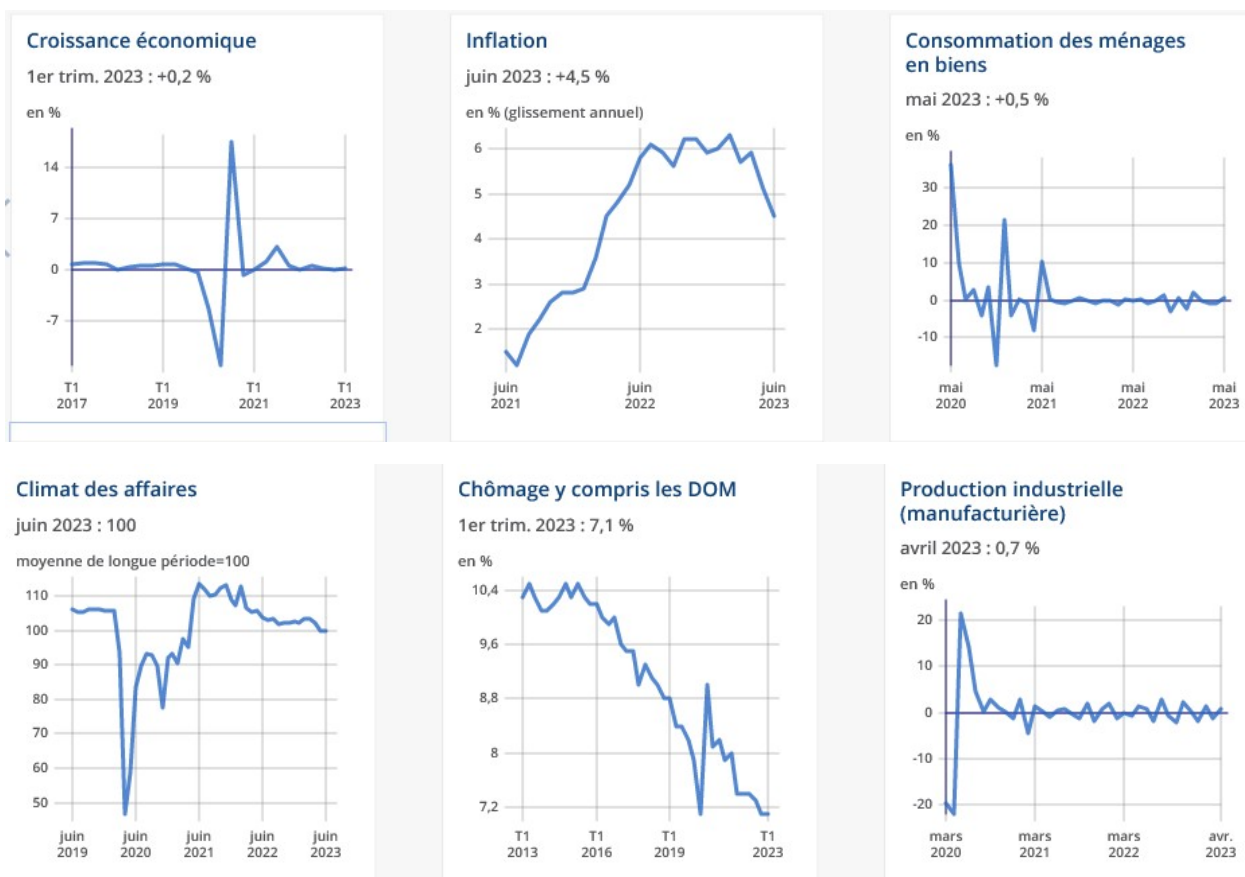 Croissance économique
1er trim. 2023 : +0,2 %
en %
14
7
0
-7
T1
2017
T1
2019
T1
2021
T1
2023
Inflation
juin 2023 : +4,5 %
en % (glissement annuel)
6
5
4
3
2
juin
2021
juin
2022
juin
2023
Consommation des ménages
en biens
mai 2023 : +0,5 %
en %
30
20
10
0
-10
mai
2020
mai
2021
mai
2022
mai
2023
Climat des affaires
juin 2023 : 100
moyenne de longue période=100
110
100
90
80
70
60
50
juin
2019
juin
2020
juin
2021
juin
2022
juin
2023
Chômage y compris les DOM
1er trim. 2023 : 7,1 %
en %
10,4
9,6
8,8
8
7,2
T1
2013
T1
2016
T1
2019
T1
2023
Production industrielle
(manufacturière)
avril 2023 : 0,7 %
en %
20
10
0
-10
-20
mars
2020
mars
2021
mars
2022
avr.
2023